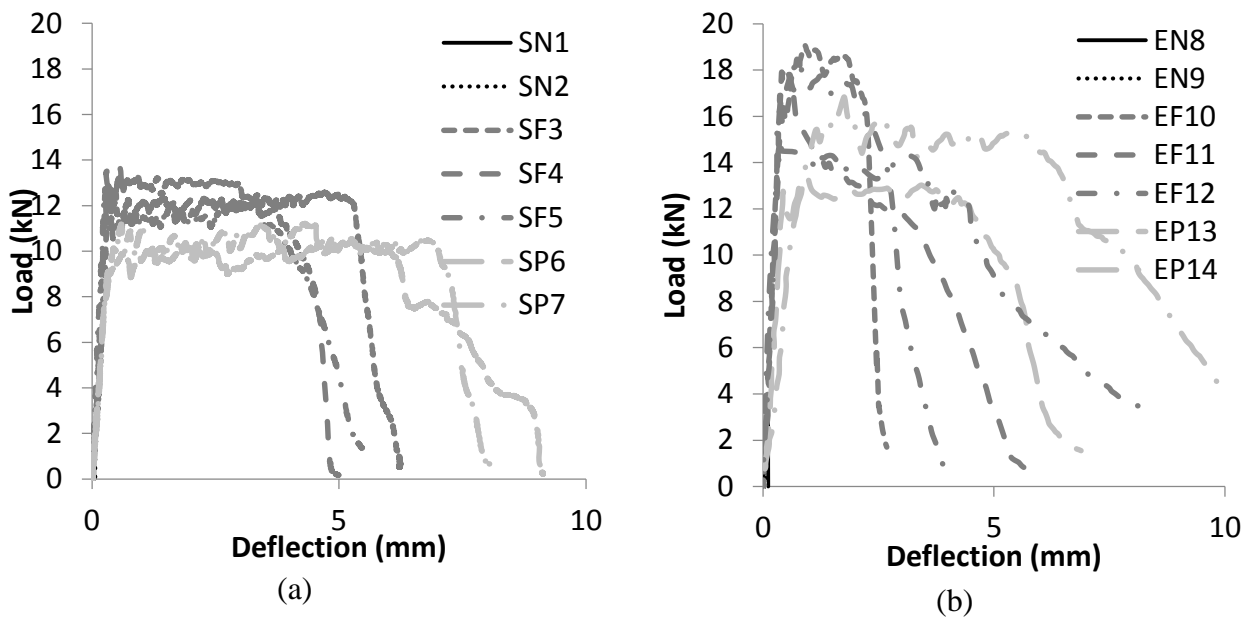 20
18
16
14
12
10
8
6
4
2
0
Load (kN)
0
5
10
Deflection (mm)
SN1
SN2
SF3
SF4
SF5
SP6
SP7
(a)
20
18
16
14
12
10
8
6
4
2
0
Load (kN)
0
5
10
Deflection (mm)
EN8
EN9
EF10
EF11
EF12
EP13
EP14
(b)